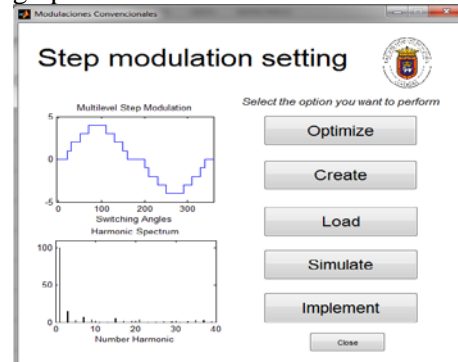 Modulaciones Convencionales
Step modulation setting
Multilevel Step Modulation
5
0
-5
0 100 200 300
Switching Angles
Harmonic Spectrum
100
50
0
0 10 20 30 40
Number Harmonic
Select the option you want to perform
Optimize
Create
Load
Simulate
Implement
Close